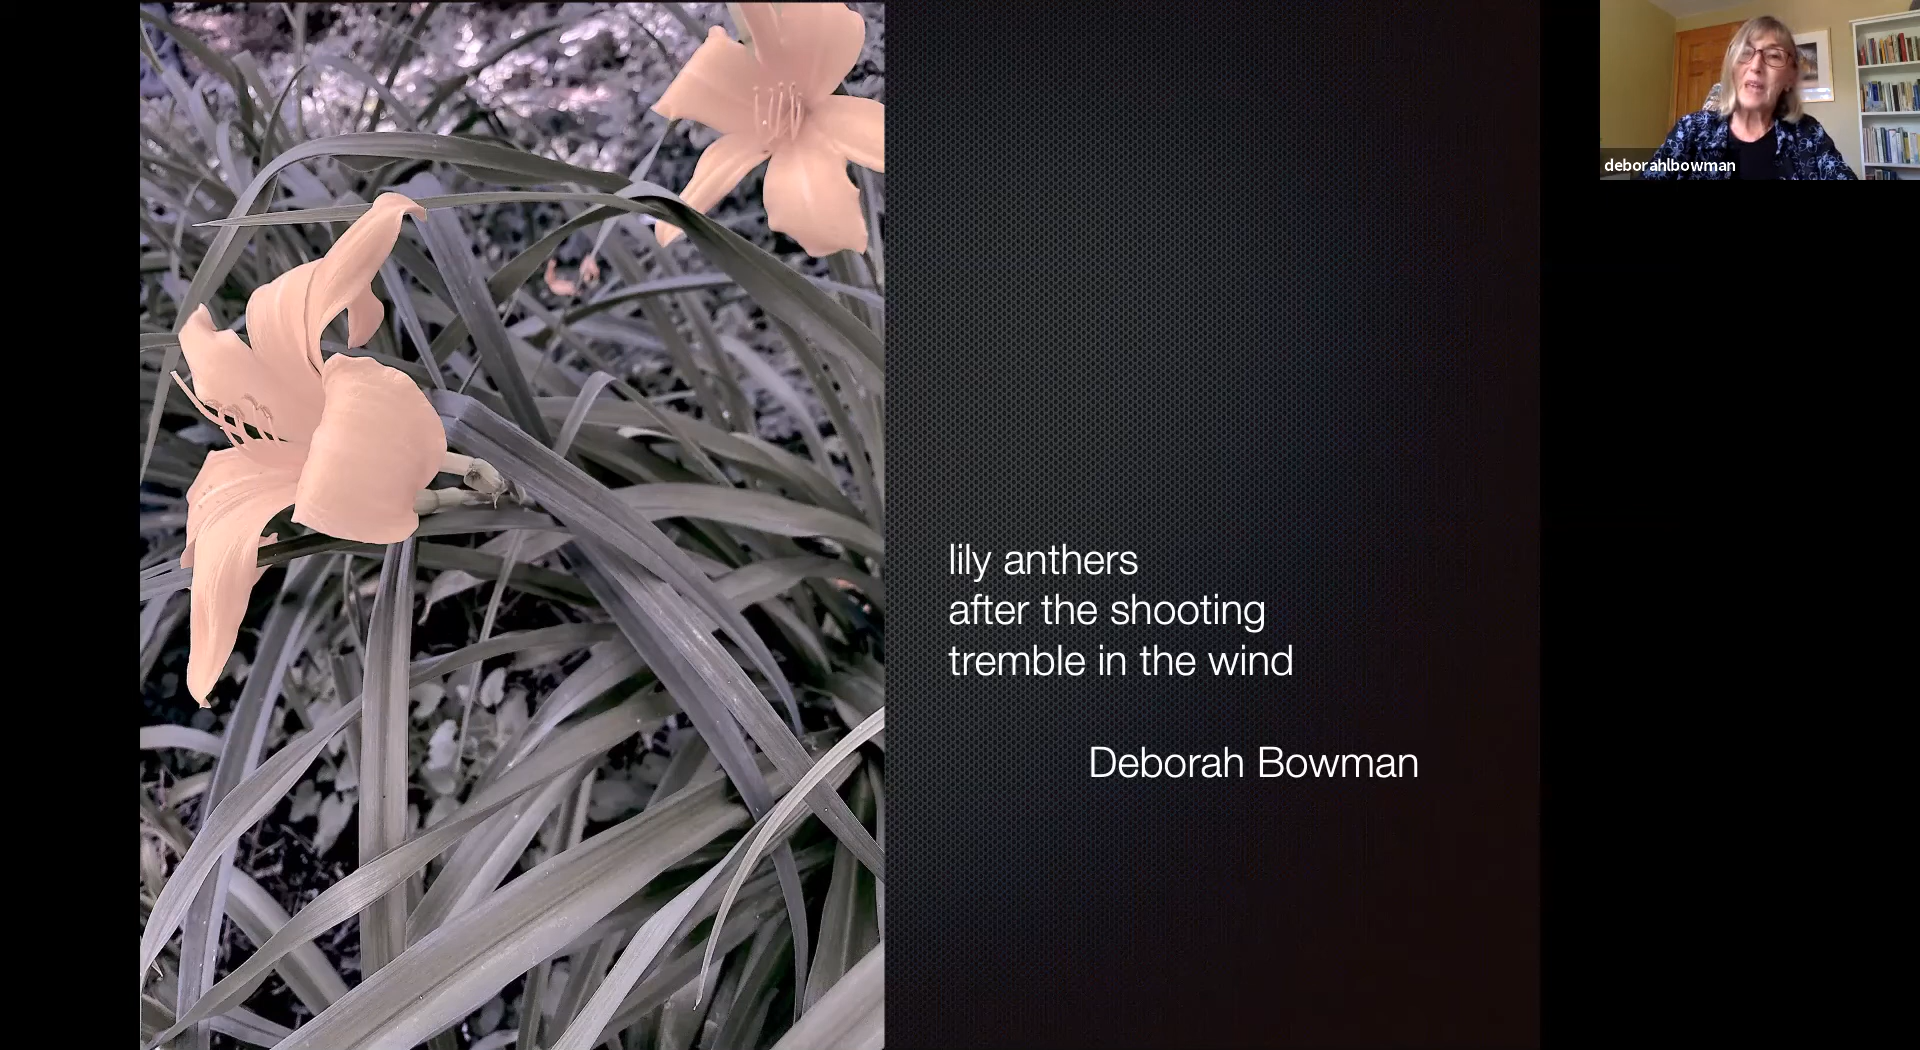 lily anthers
after the shooting
tremble in the wind
Deborah Bowman
deborahlbowman